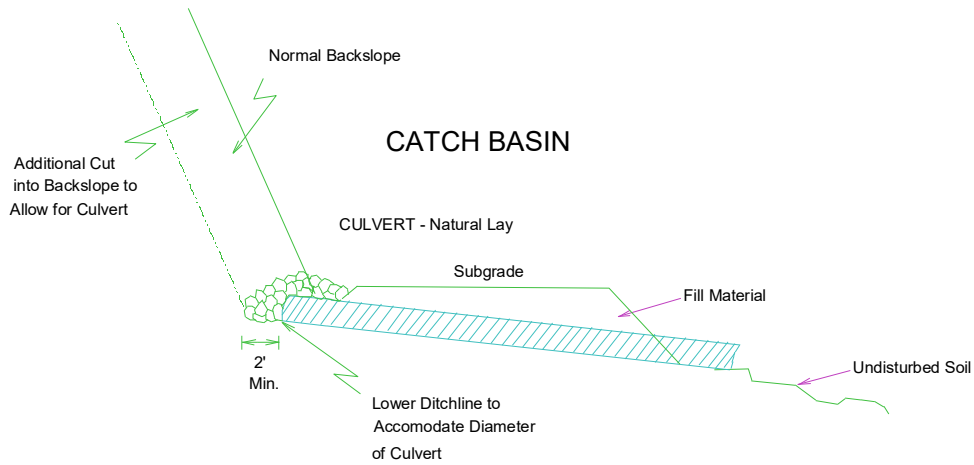 Normal Backslope
CATCH BASIN
Additional Cut
into Backslope to
Allow for Culvert
CULVERT - Natural Lay
Subgrade
Fill Material
2'
Min.
Undisturbed Soil
Lower Ditchline to
Accomodate Diameter
of Culvert